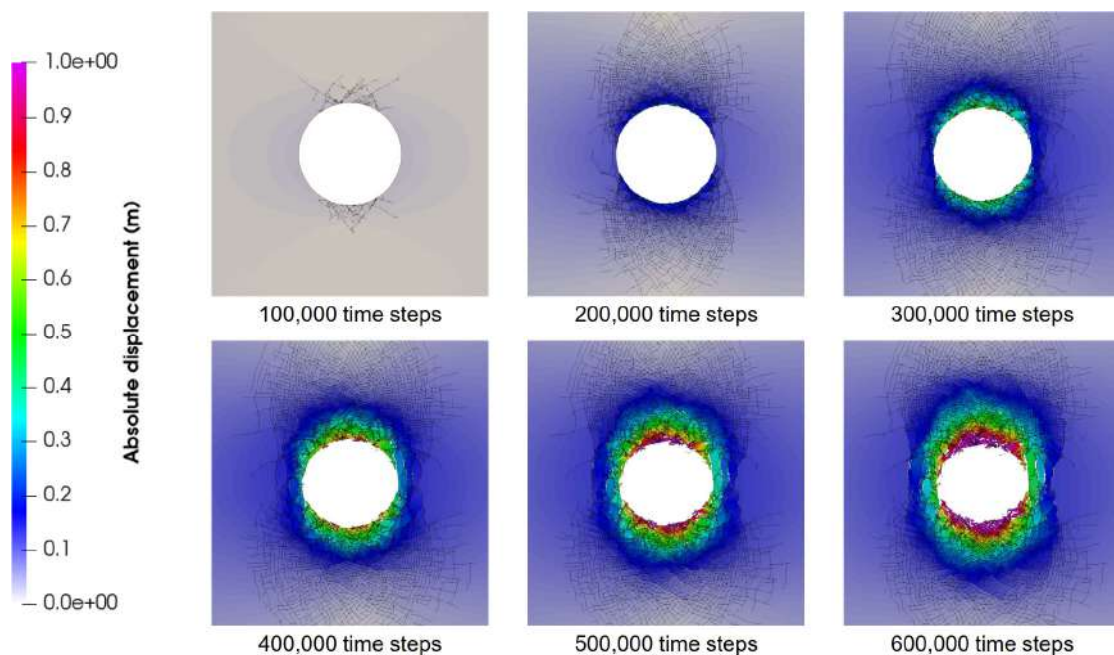 1.0e+00
0.9
0.8
0.7
0.6
0.5
0.4
0.3
0.2
0.1
0.0e+00
Absolute displacement (m)
100,000 time steps
200,000 time steps
300,000 time steps
400,000 time steps
500,000 time steps
600,000 time steps